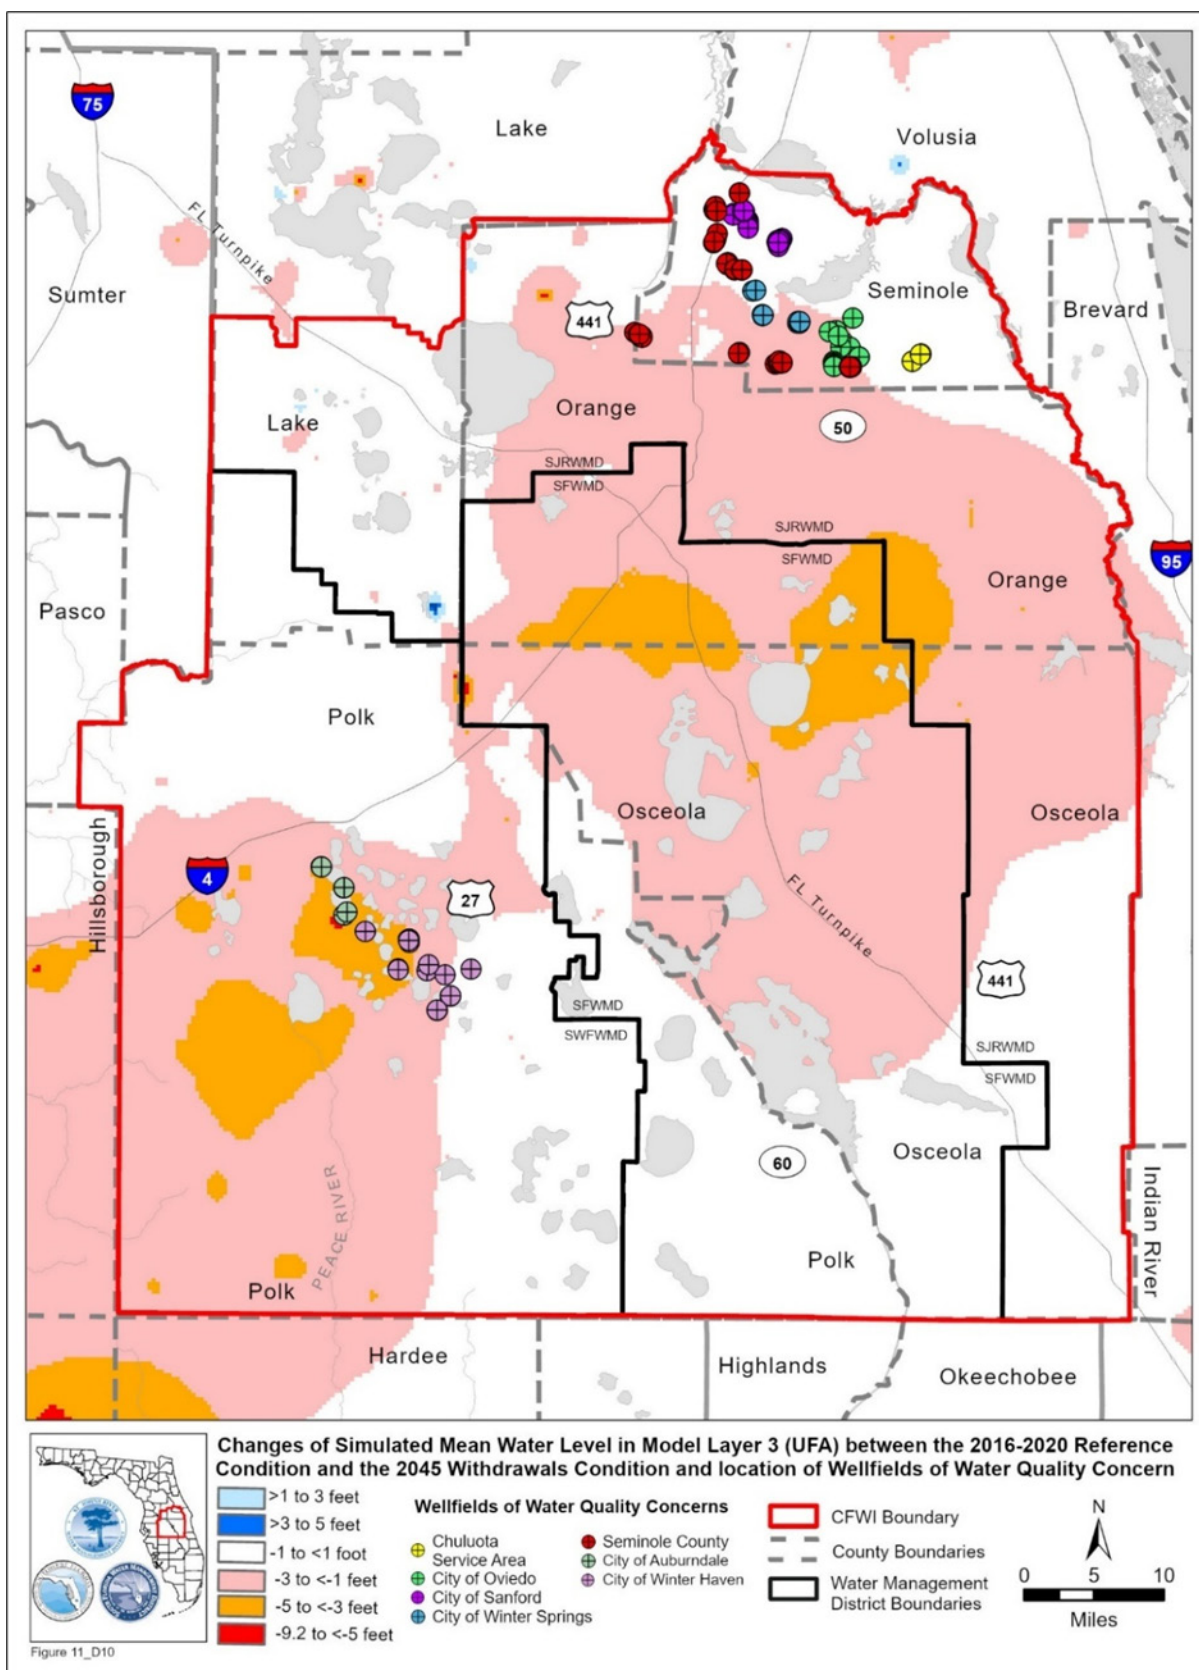 75
Lake
Volusia
FL Turnpike
Sumter
Seminole
Brevard
441
Lake
Orange
50
SJRWMD
SFWMD
SJRWMD
SFWMD
95
Orange
Pasco
Polk
Osceola
Osceola
Hillsborough
4
27
FL Turnpike
441
SFWMD
SWFWMD
SJRWMD
SFWMD
Osceola
60
PEACE RIVER
Indian River
Polk
Polk
Hardee
Highlands
Okeechobee
Changes of Simulated Mean Water Level in Model Layer 3 (UFA) between the 2016-2020 Reference
Condition and the 2045 Withdrawals Condition and location of Wellfields of Water Quality Concern
>1 to 3 feet
>3 to 5 feet
-1 to <1 foot
-3 to <-1 feet
-5 to <-3 feet
-9.2 to <-5 feet
Wellfields of Water Quality Concerns
Chuluota
Service Area
City of Oviedo
City of Sanford
City of Winter Springs
Seminole County
City of Auburndale
City of Winter Haven
CFWI Boundary
County Boundaries
Water Management
District Boundaries
N
0 5 10
Miles
Figure 11_D10